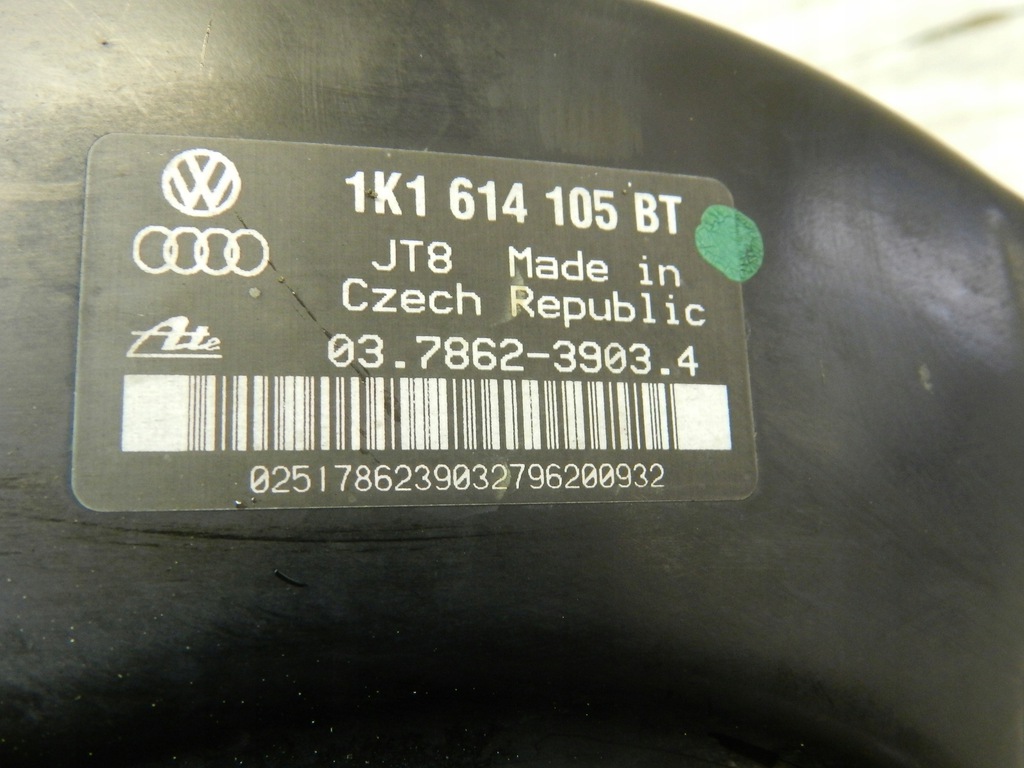 1K1 614 105 BT
JT8 Made in
Czech Republic
Ate
03.7862-3903.4
0251786239032796200932